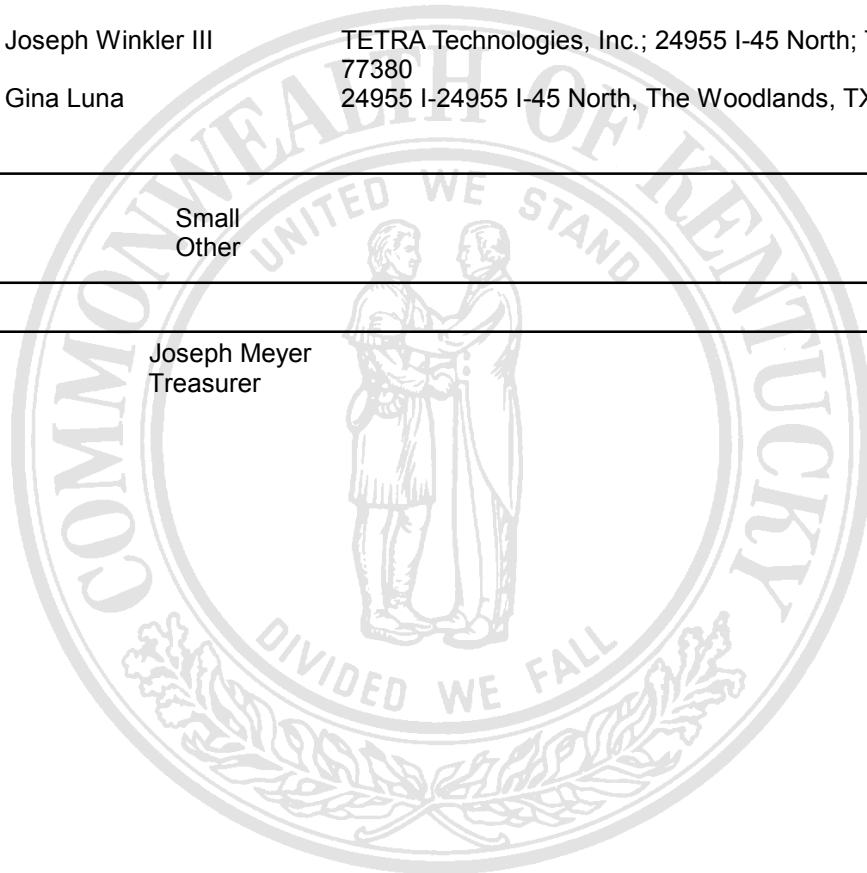 Joseph Winkler III TETRA Technologies, Inc.; 24955 I-45 North;
77380
Gina Luna 24955 I-24955 I-45 North, The Woodlands, TX
Small
Other
Joseph Meyer
Treasurer
COMMONWEALTH OF KENTUCKY
UNITED WE STAND
DIVIDED WE FALL